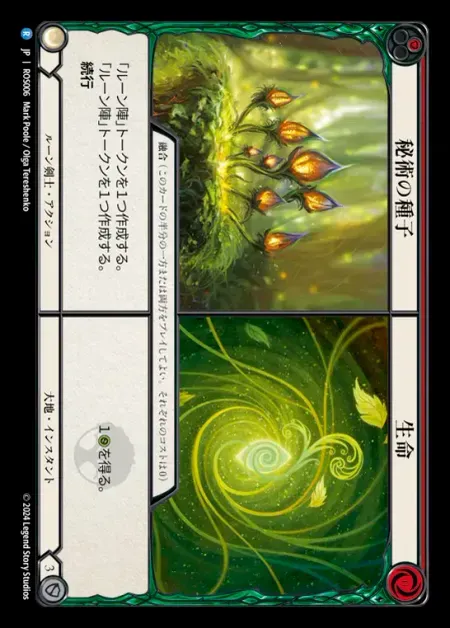 秘術の種子
生命
融合(このカードの半分の一方または両方をプレイしてよい。それぞれのコストは0)
「ルーン陣」トークンを1つ作成する。
「ルーン陣」トークンを1つ作成する。
続行
1を得る。
ルーン剣士・アクション
大地・インスタント
3
R JP | ROS006 Mark Poole / Olga Tereshenko
© 2024 Legend Story Studios